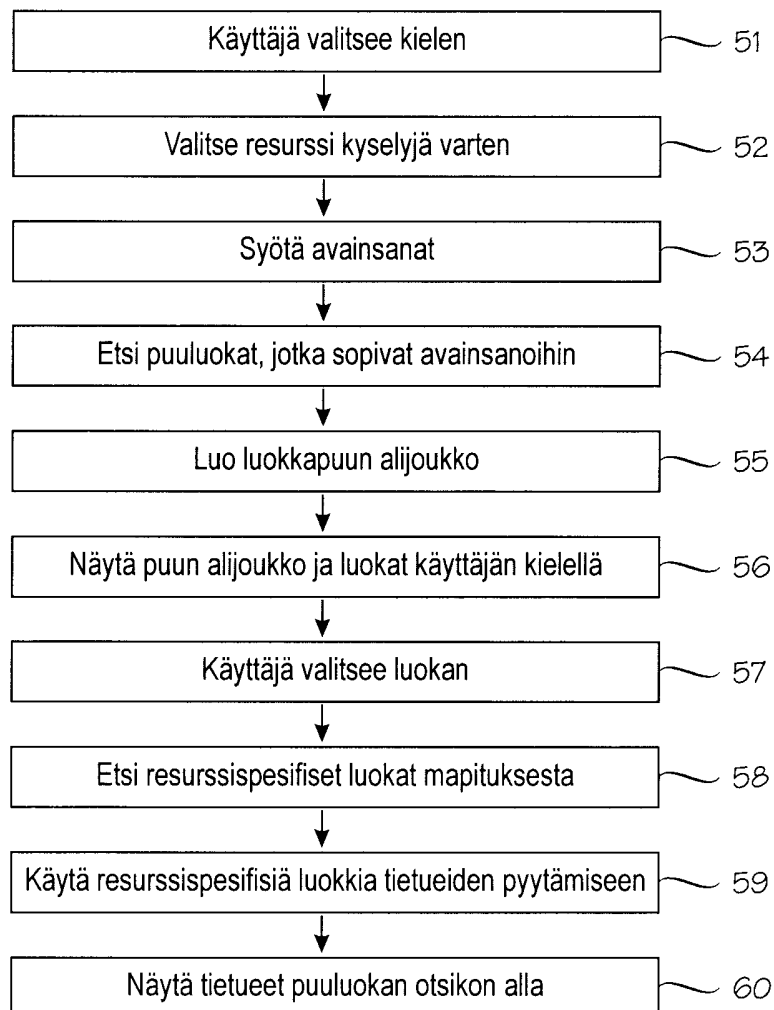 Käyttäjä valitsee kielen 51
Valitse resurssi kyselyjä varten 52
Syötä avainsanat 53
Etsi puuluokat, jotka sopivat avainsanoihin 54
Luo luokkapuun alijoukko 55
Näytä puun alijoukko ja luokat käyttäjän kielellä 56
Käyttäjä valitsee luokan 57
Etsi resurssispesifiset luokat mapituksesta 58
Käytä resurssispesifisiä luokkia tietueiden pyytämiseen 59
Näytä tietueet puuluokan otsikon alla 60